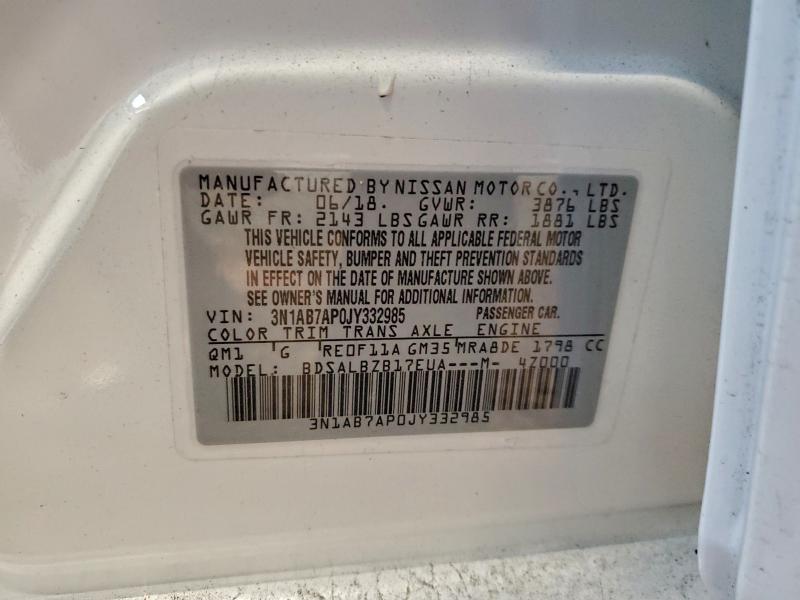 MANUFACTURED BY NISSAN MOTOR CO., LTD.
DATE: 06/18. GVWR: 3876 LBS
GAWR FR: 2143 LBS GAWR RR: 1881 LBS
THIS VEHICLE CONFORMS TO ALL APPLICABLE FEDERAL MOTOR
VEHICLE SAFETY, BUMPER AND THEFT PREVENTION STANDARDS
IN EFFECT ON THE DATE OF MANUFACTURE SHOWN ABOVE.
SEE OWNER'S MANUAL FOR ADDITIONAL INFORMATION.
VIN: 3N1AB7AP0JY332985 PASSENGER CAR.
COLOR TRIM TRANS AXLE ENGINE
QM1 G RE0F11A GM35 MRA8DE 1798 CC
MODEL: BDSALBZB17EUA---M- 4Z000
3N1AB7AP0JY332985